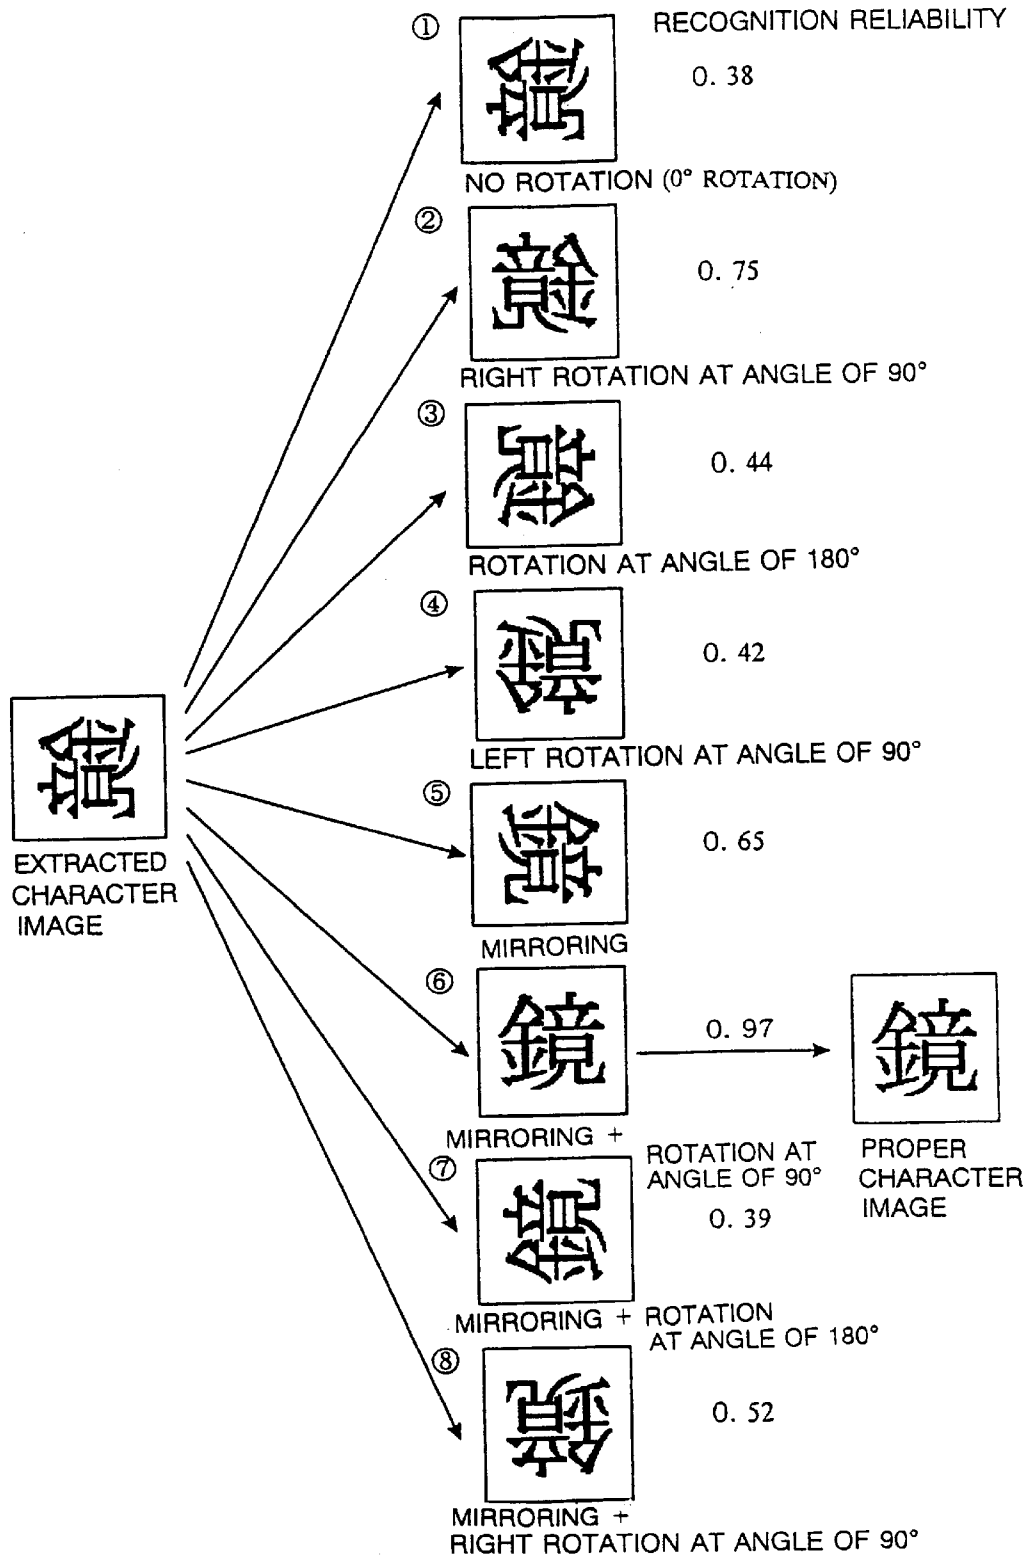 ① RECOGNITION RELIABILITY
0. 38
NO ROTATION (0° ROTATION)
②
0. 75
RIGHT ROTATION AT ANGLE OF 90°
③
0. 44
ROTATION AT ANGLE OF 180°
④
0. 42
LEFT ROTATION AT ANGLE OF 90°
EXTRACTED
CHARACTER
IMAGE
⑤
0. 65
MIRRORING
⑥
鏡
0. 97
鏡
MIRRORING +
ROTATION AT
ANGLE OF 90°
PROPER
CHARACTER
IMAGE
⑦
0. 39
MIRRORING + ROTATION
AT ANGLE OF 180°
⑧
0. 52
MIRRORING +
RIGHT ROTATION AT ANGLE OF 90°